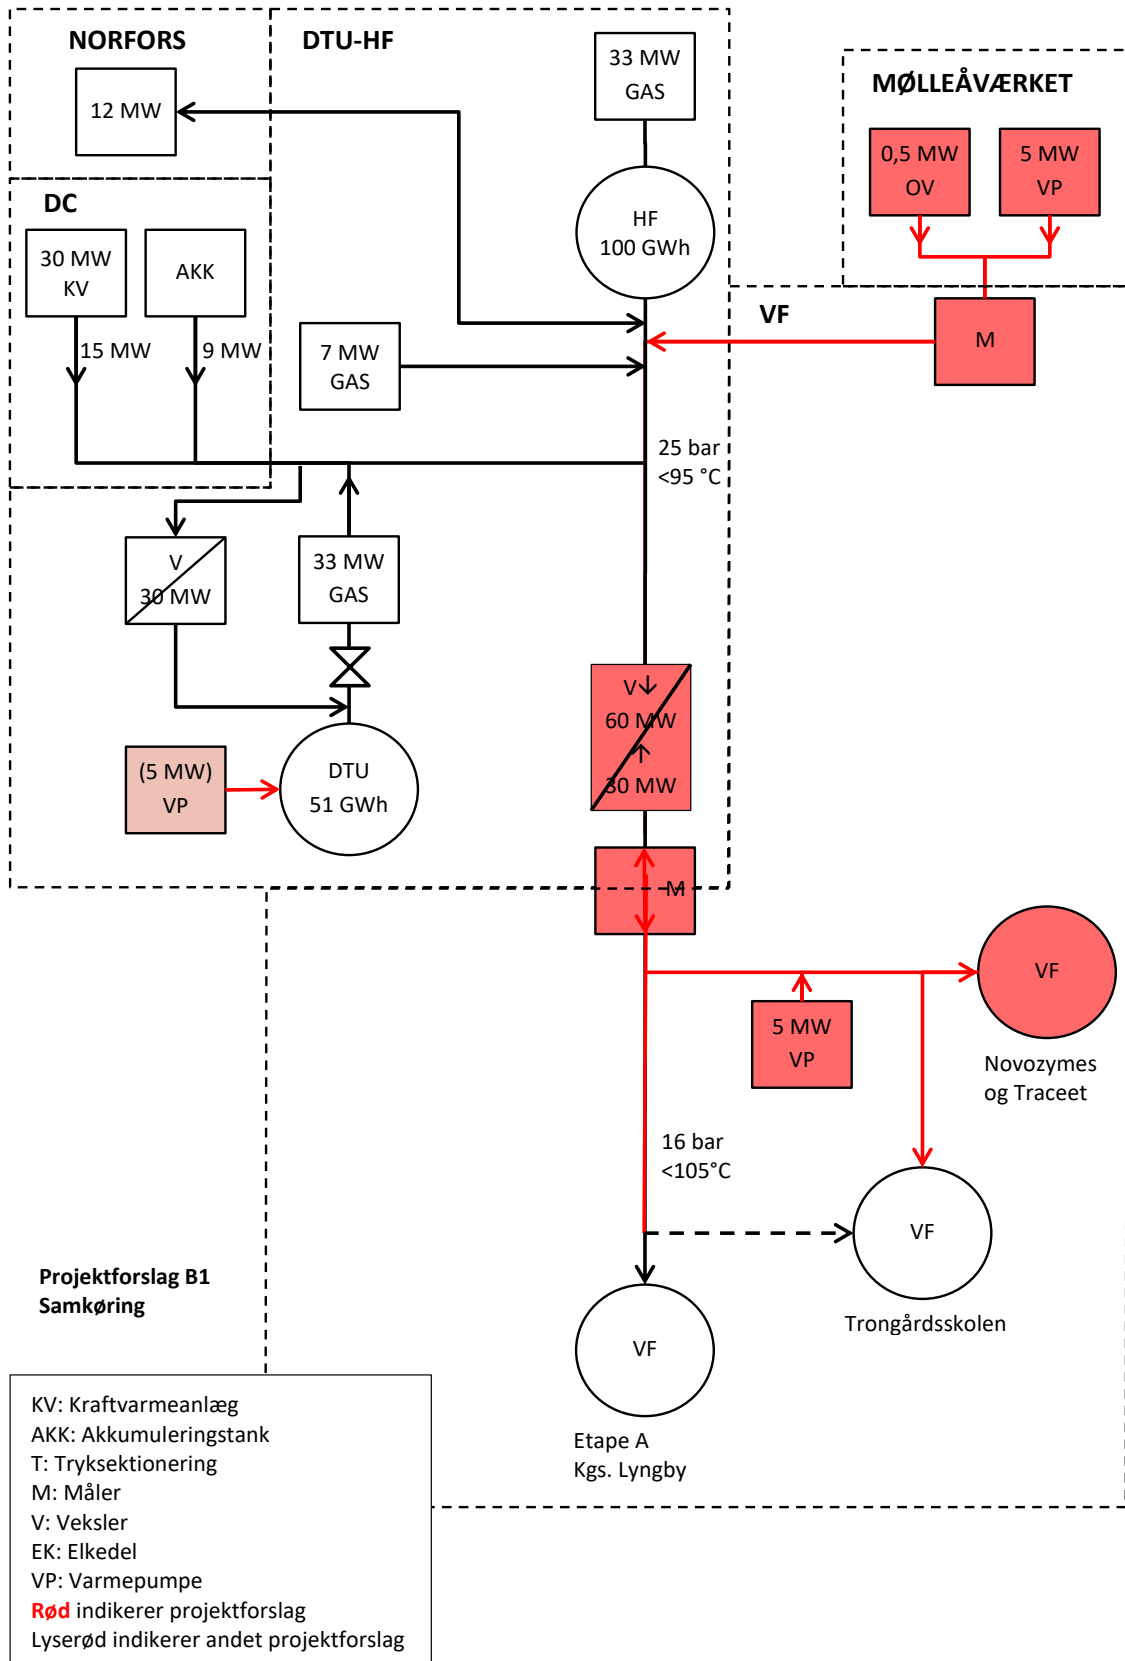 NORFORS
12 MW
DTU-HF
33 MW
GAS
MØLLEÅVÆRKET
0,5 MW
OV
5 MW
VP
DC
30 MW
KV
AKK
15 MW
9 MW
HF
100 GWh
7 MW
GAS
VF
M
25 bar
<95 °C
V
30 MW
33 MW
GAS
(5 MW)
VP
DTU
51 GWh
V↓
60 MW
↑
30 MW
M
5 MW
VP
VF
Novozymes
og Traceet
16 bar
<105°C
VF
Trongårdsskolen
VF
Etape A
Kgs. Lyngby
Projektforslag B1
Samkøring
KV: Kraftvarmeanlæg
AKK: Akkumuleringstank
T: Tryksektionering
M: Måler
V: Veksler
EK: Elkedel
VP: Varmepumpe
Rød indikerer projektforslag
Lyserød indikerer andet projektforslag